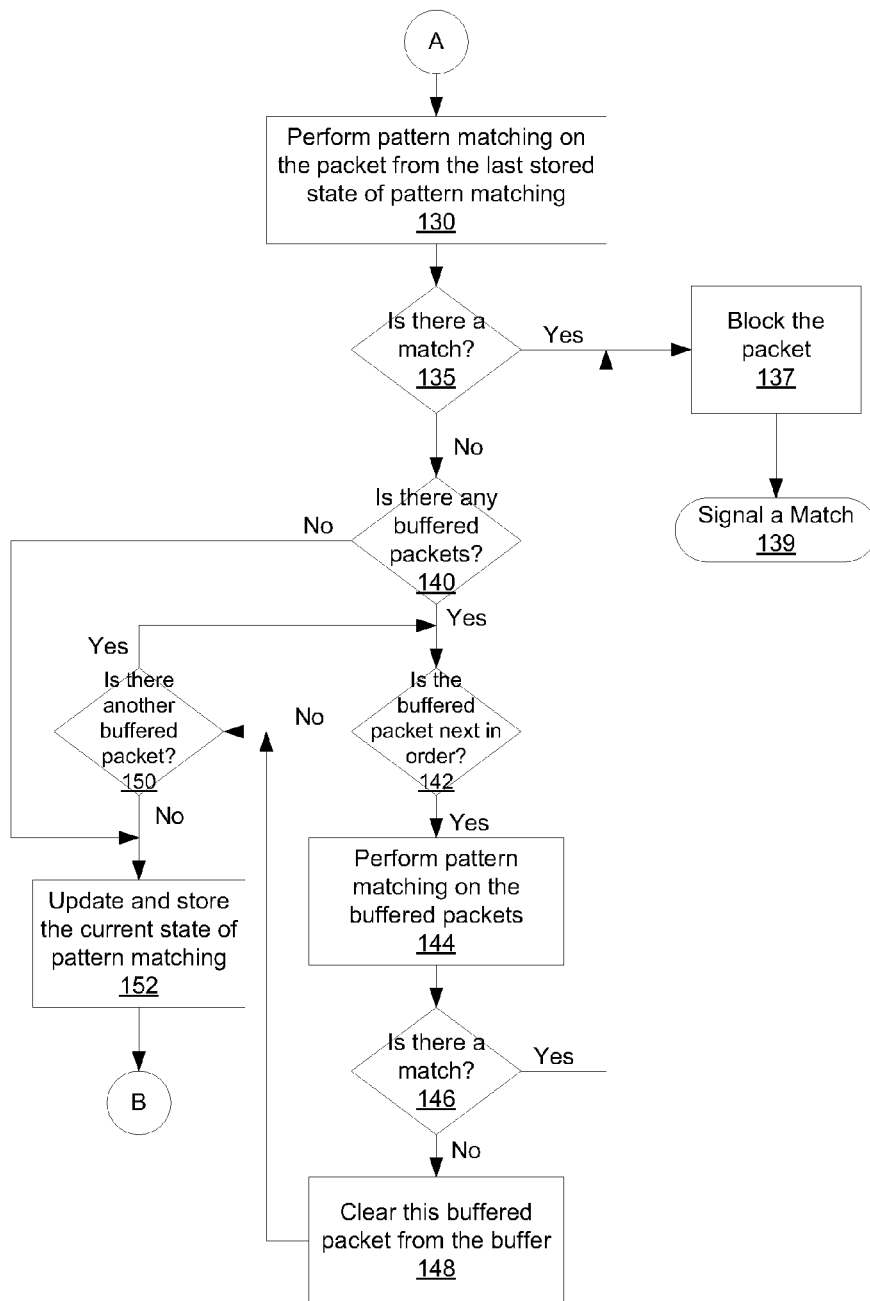 A
Perform pattern matching on
the packet from the last stored
state of pattern matching
130
Is there a
match?
135
Yes
Block the
packet
137
No
Signal a Match
139
Is there any
buffered
packets?
140
No
Yes
Yes
Is there
another
buffered
packet?
150
No
Is the
buffered
packet next in
order?
142
No
Yes
Perform pattern
matching on the
buffered packets
144
Update and store
the current state of
pattern matching
152
Is there a
match?
146
Yes
B
No
Clear this buffered
packet from the buffer
148